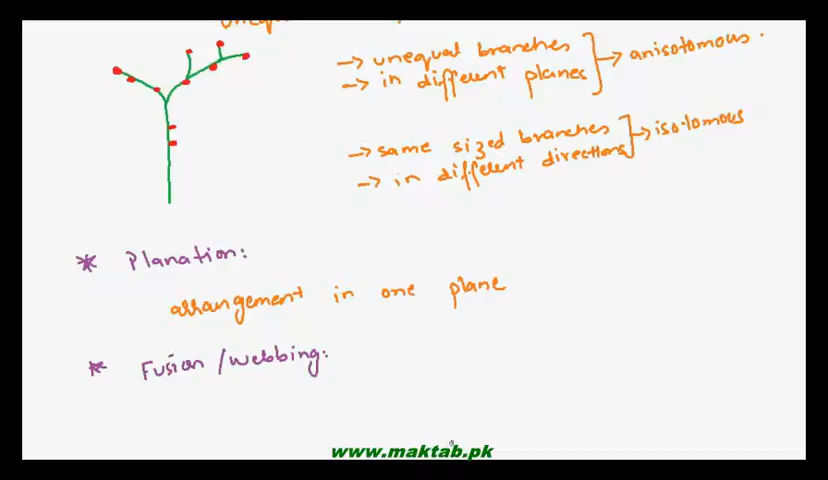 → unequal branches
→ in different planes
→ anisotomous.
→ same sized branches
→ in different directions
→ isotomous
* Planation:
arrangement in one plane
* Fusion/webbing:
www.maktab.pk